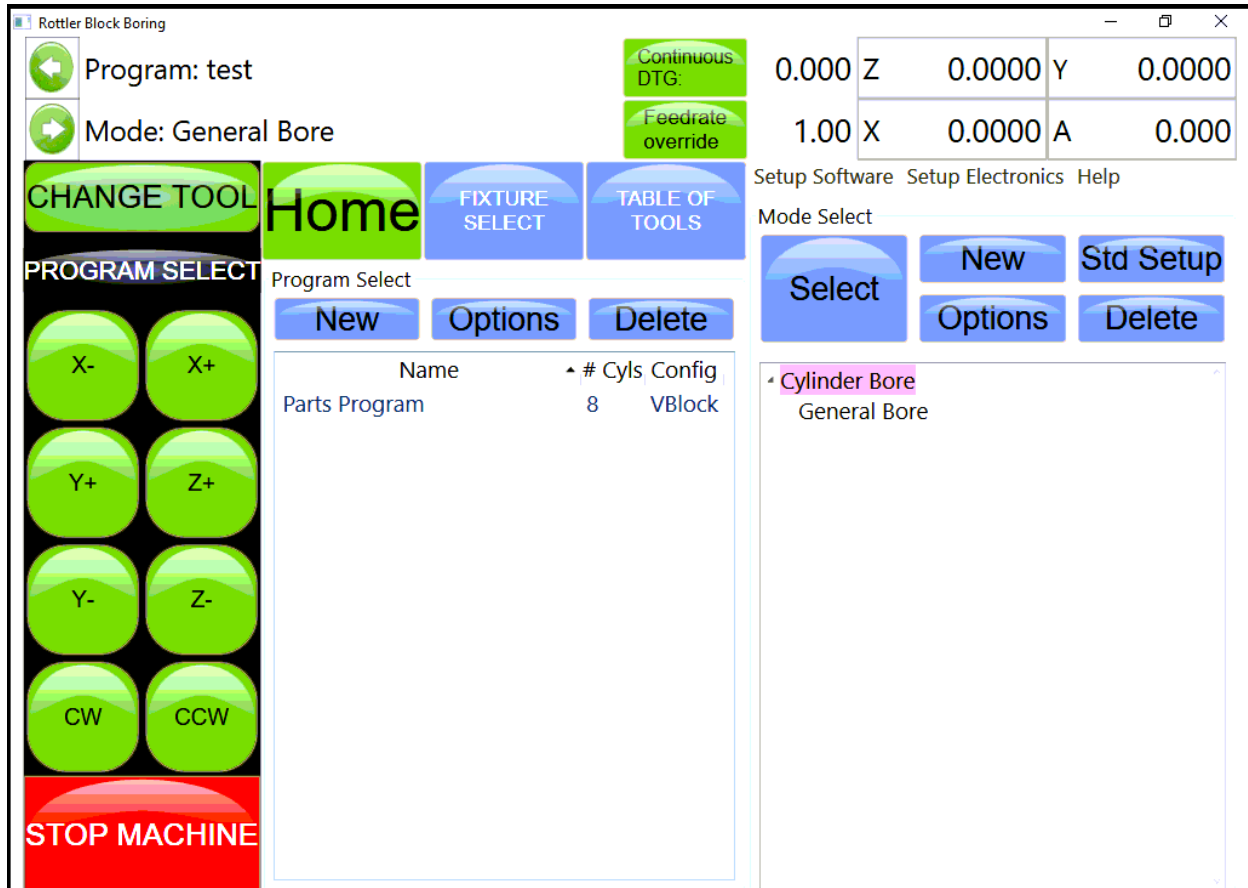 Rottler Block Boring
Program: test
Continuous
DTG:
0.000 Z 0.0000 Y 0.0000
Mode: General Bore
Feedrate
override
1.00 X 0.0000 A 0.000
CHANGE TOOL
Home
FIXTURE
SELECT
TABLE OF
TOOLS
Setup Software Setup Electronics Help
Mode Select
Select
New
Std Setup
Options
Delete
PROGRAM SELECT
Program Select
New
Options
Delete
Name # Cyls Config
Parts Program 8 VBlock
Cylinder Bore
General Bore
X-
X+
Y+
Z+
Y-
Z-
CW
CCW
STOP MACHINE